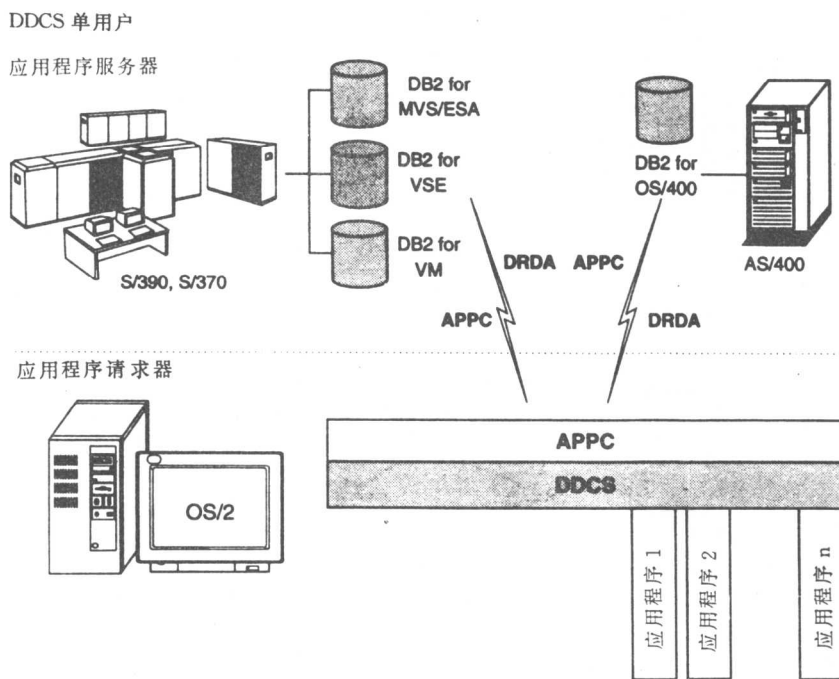 DDCS 单用户
应用程序服务器
DB2 for
MVS/ESA
DB2 for
VSE
DB2 for
VM
S/390, S/370
DB2 for
OS/400
AS/400
DRDA APPC
APPC
DRDA
应用程序请求器
OS/2
APPC
DDCS
应用程序 1
应用程序 2
应用程序 n